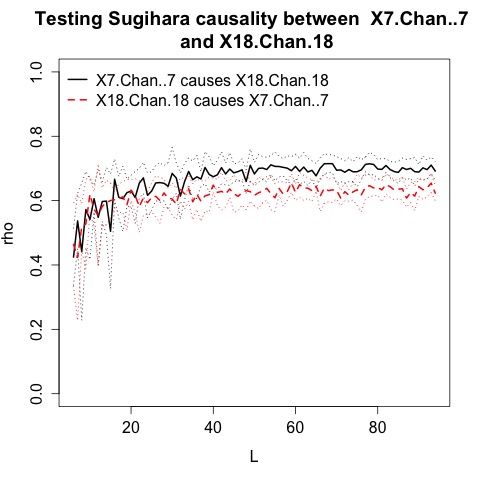 Testing Sugihara causality between  X7.Chan..7
and X18.Chan.18
X7.Chan..7 causes X18.Chan.18
X18.Chan.18 causes X7.Chan..7
rho
1.0
0.8
0.6
0.4
0.2
0.0
20 40 60 80
L